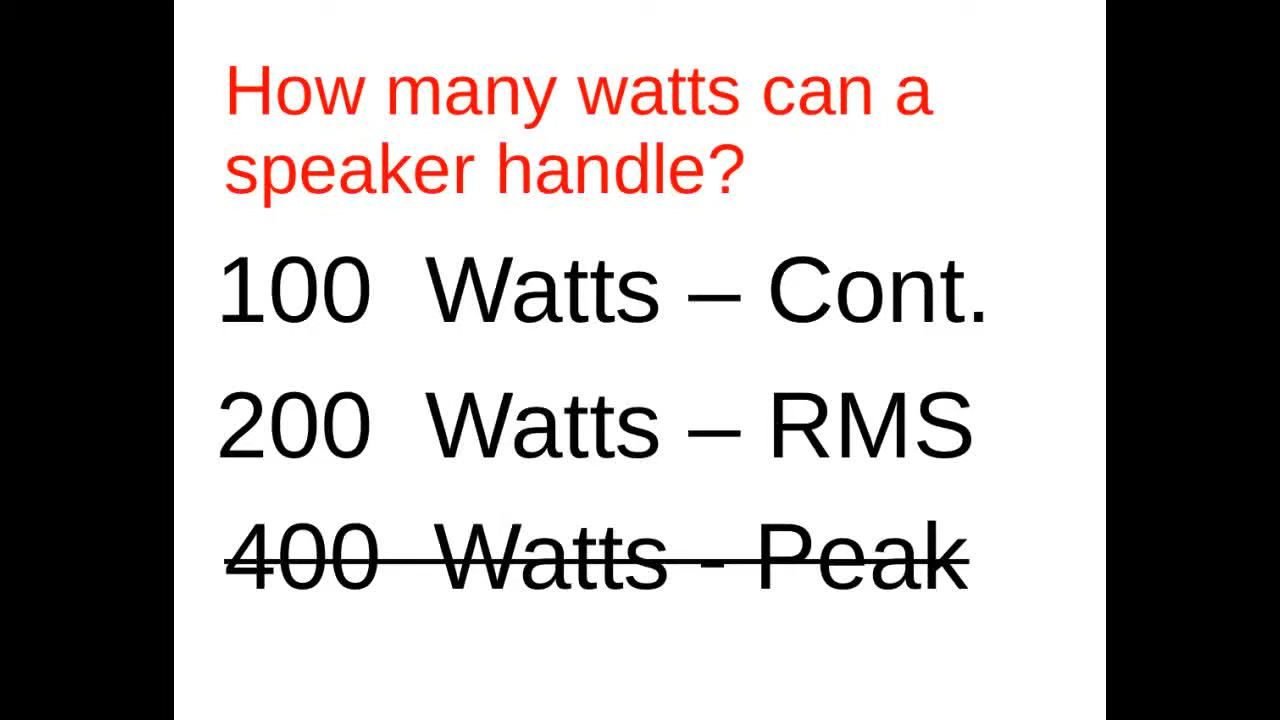 How many watts can a
speaker handle?
100 Watts – Cont.
200 Watts – RMS
400 Watts - Peak